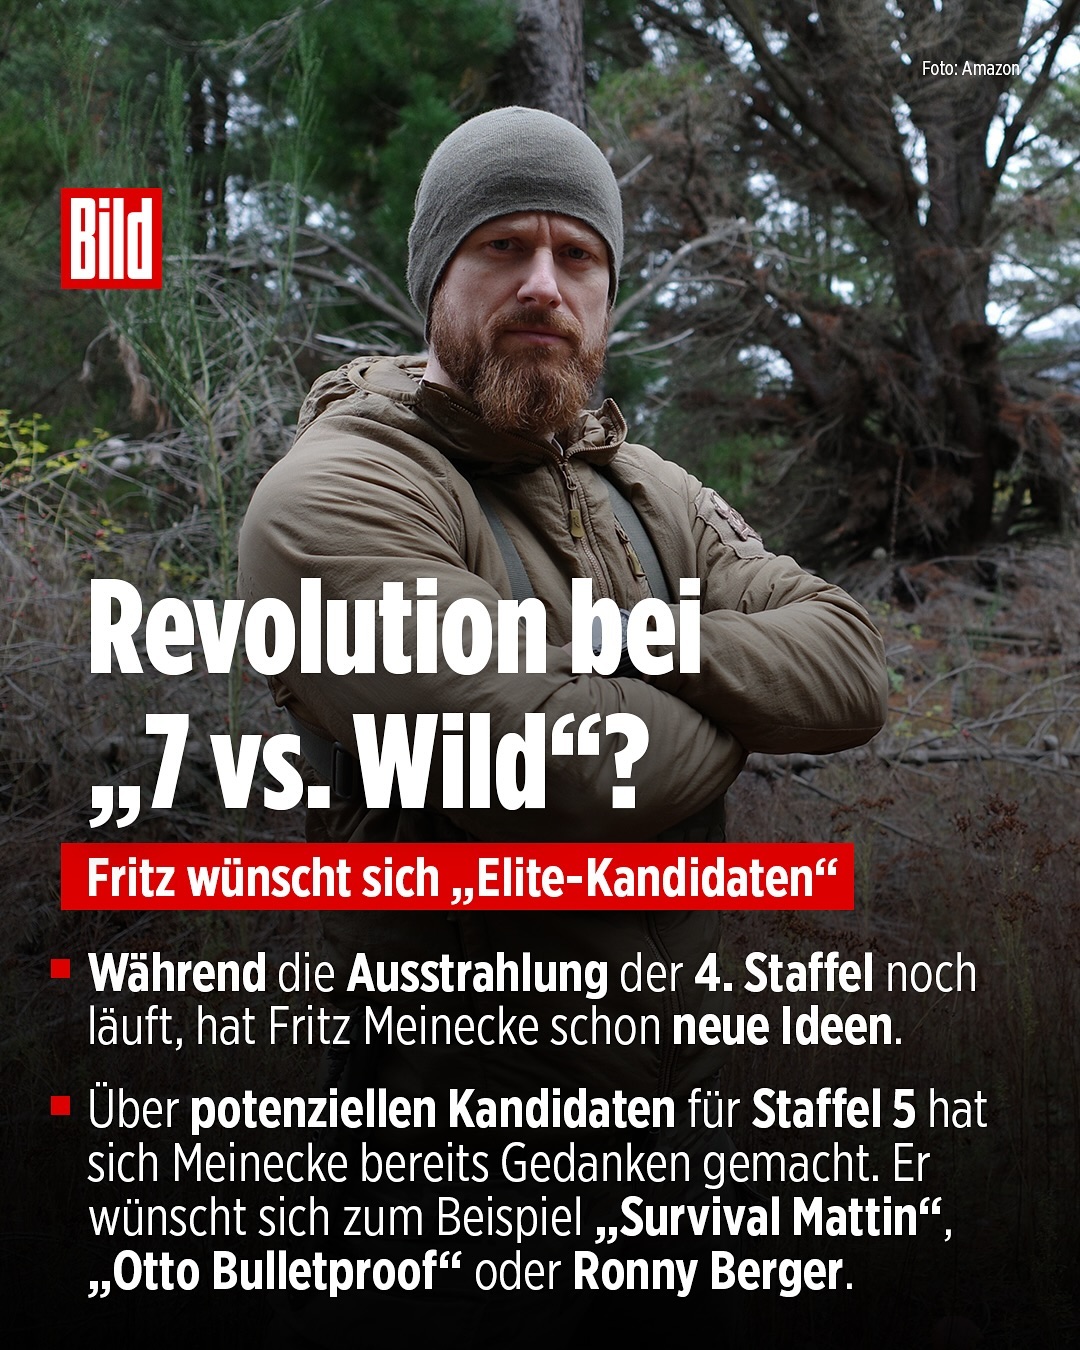 Foto: Amazon
Bild
Revolution bei
„7 vs. Wild“?
Fritz wünscht sich „Elite-Kandidaten“
Während die Ausstrahlung der 4. Staffel noch
läuft, hat Fritz Meinecke schon neue Ideen.
Über potenziellen Kandidaten für Staffel 5 hat
sich Meinecke bereits Gedanken gemacht. Er
wünscht sich zum Beispiel „Survival Mattin“,
„Otto Bulletproof“ oder Ronny Berger.